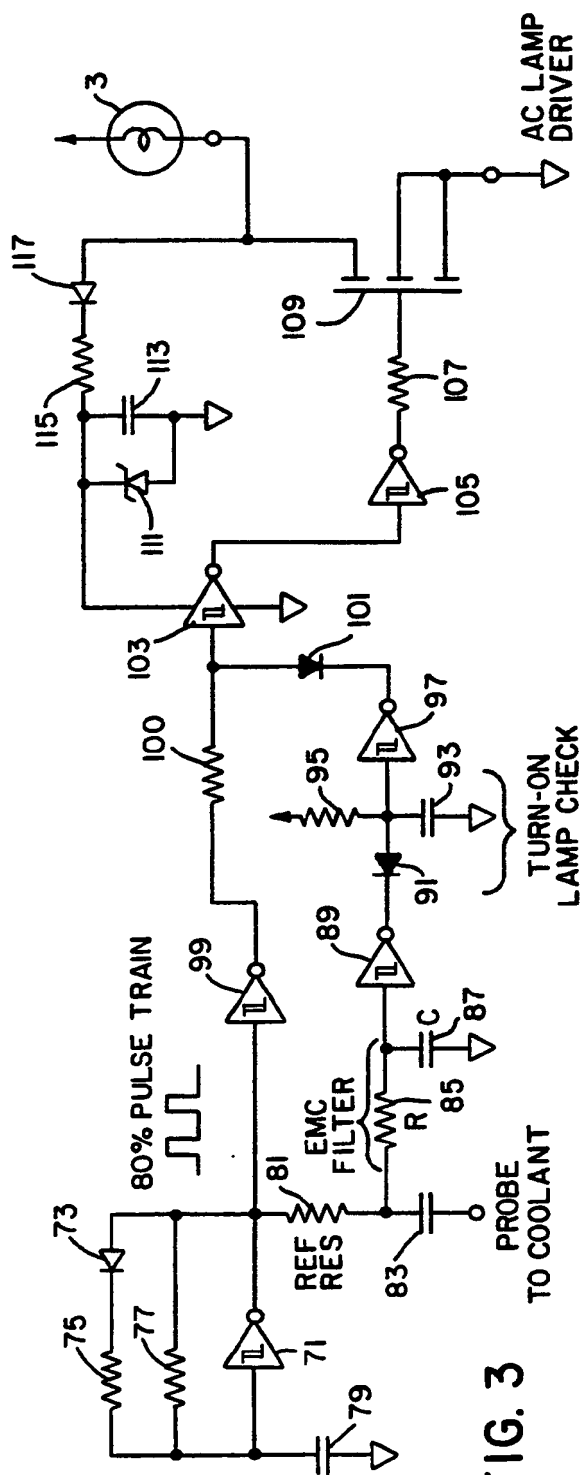 3
117
115
113
111
109
107
105
AC LAMP
DRIVER
103
101
100
97
95
93
91
TURN-ON
LAMP CHECK
99
89
80% PULSE TRAIN
EMC
FILTER
R
85
C
87
81
REF
RES
83
PROBE
TO COOLANT
73
75
77
71
79
FIG. 3